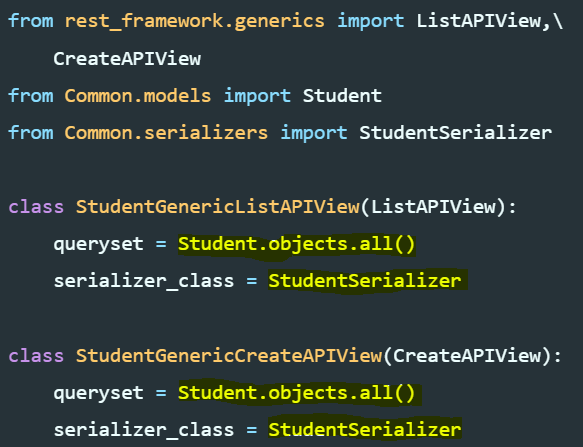 from rest_framework.generics import ListAPIView,\
    CreateAPIView
from Common.models import Student
from Common.serializers import StudentSerializer

class StudentGenericListAPIView(ListAPIView):
    queryset = Student.objects.all()
    serializer_class = StudentSerializer

class StudentGenericCreateAPIView(CreateAPIView):
    queryset = Student.objects.all()
    serializer_class = StudentSerializer